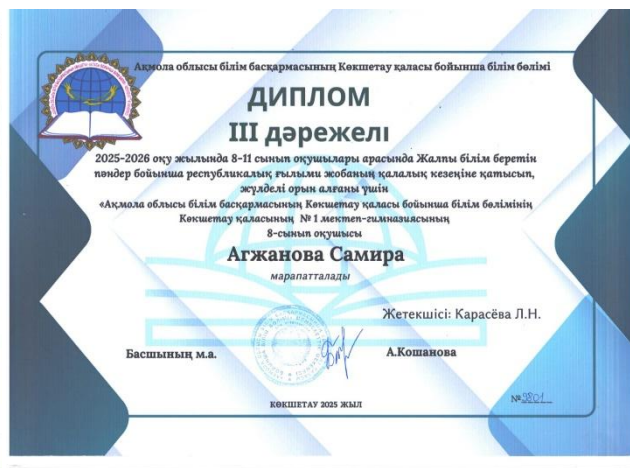 Ақмола облысы білім басқармасының Көкшетау қаласы бойынша білім бөлімі
ДИПЛОМ
III дәрежелі
2025-2026 оқу жылында 8-11 сынып оқушылары арасында Жалпы білім беретін
пәндер бойынша республикалық ғылыми жобаның қалалық кезеңіне қатысып,
жүлделі орын алғаны үшін
«Ақмола облысы білім басқармасының Көкшетау қаласы бойынша білім бөлімінің
Көкшетау қаласының № 1 мектеп-гимназиясының
8-сынып оқушысы
Агжанова Самира
марапатталады
Жетекшісі: Карасёва Л.Н.
Басшының м.а. А.Кошанова
КӨКШЕТАУ 2025 ЖЫЛ
№ 9801